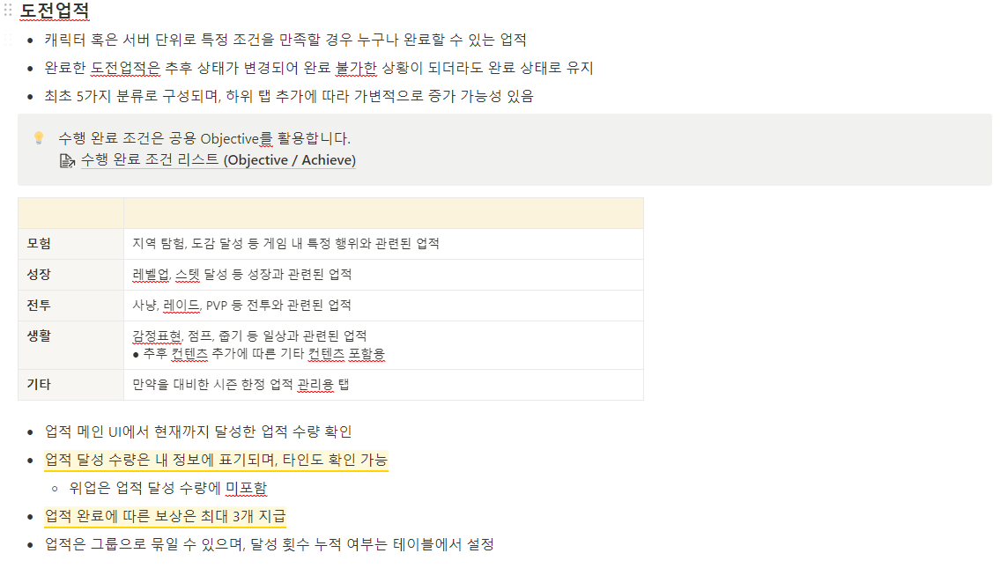 도전업적
캐릭터 혹은 서버 단위로 특정 조건을 만족할 경우 누구나 완료할 수 있는 업적
완료한 도전업적은 추후 상태가 변경되어 완료 불가한 상황이 되더라도 완료 상태로 유지
최초 5가지 분류로 구성되며, 하위 탭 추가에 따라 가변적으로 증가 가능성 있음
수행 완료 조건은 공용 Objective를 활용합니다.
수행 완료 조건 리스트 (Objective / Achieve)
모험 지역 탐험, 도감 달성 등 게임 내 특정 행위와 관련된 업적
성장 레벨업, 스텟 달성 등 성장과 관련된 업적
전투 사냥, 레이드, PVP 등 전투와 관련된 업적
생활 감정표현, 점프, 줍기 등 일상과 관련된 업적
● 추후 컨텐츠 추가에 따른 기타 컨텐츠 포함용
기타 만약을 대비한 시즌 한정 업적 관리용 탭
업적 메인 UI에서 현재까지 달성한 업적 수량 확인
업적 달성 수량은 내 정보에 표기되며, 타인도 확인 가능
위업은 업적 달성 수량에 미포함
업적 완료에 따른 보상은 최대 3개 지급
업적은 그룹으로 묶일 수 있으며, 달성 횟수 누적 여부는 테이블에서 설정